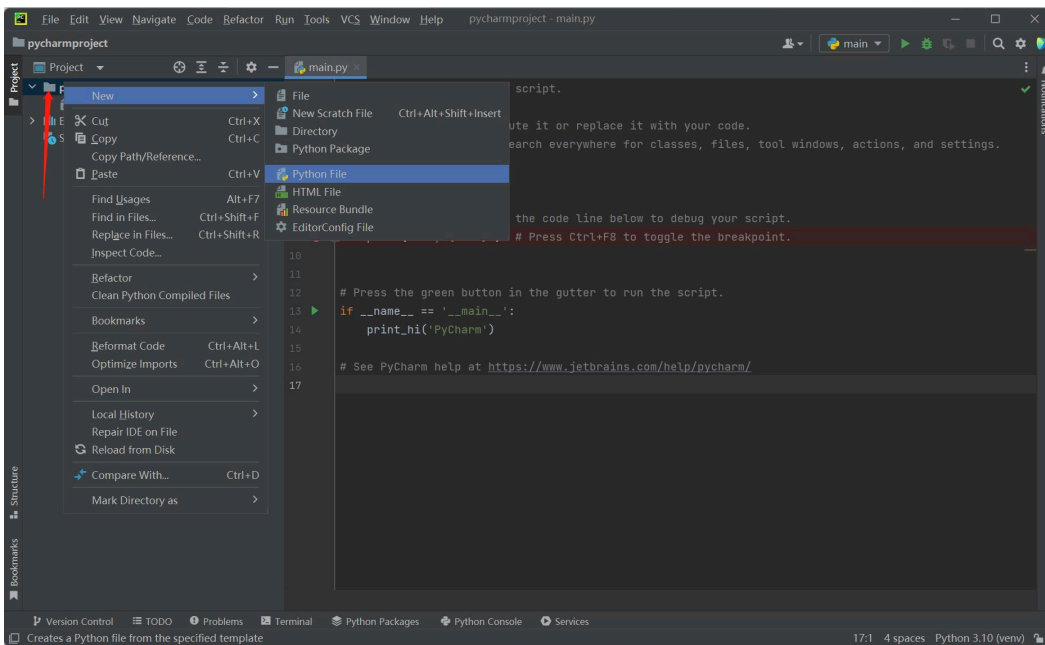 File Edit View Navigate Code Refactor Run Tools VCS Window Help pycharmproject - main.py
pycharmproject
main
Project
main.py
Project
Notifications
New
File
New Scratch File Ctrl+Alt+Shift+Insert
Directory
Python Package
Python File
HTML File
Resource Bundle
EditorConfig File
Cut Ctrl+X
Copy Ctrl+C
Copy Path/Reference...
Paste Ctrl+V
Find Usages Alt+F7
Find in Files... Ctrl+Shift+F
Replace in Files... Ctrl+Shift+R
Inspect Code...
Refactor
Clean Python Compiled Files
Bookmarks
Reformat Code Ctrl+Alt+L
Optimize Imports Ctrl+Alt+O
Open In
Local History
Repair IDE on File
Reload from Disk
Compare With... Ctrl+D
Mark Directory as
script.
ute it or replace it with your code.
earch everywhere for classes, files, tool windows, actions, and settings.
the code line below to debug your script.
# Press Ctrl+F8 to toggle the breakpoint.
10
11
12 # Press the green button in the gutter to run the script.
13 if __name__ == '__main__':
14 print_hi('PyCharm')
15
16 # See PyCharm help at https://www.jetbrains.com/help/pycharm/
17
Structure
Bookmarks
Version Control TODO Problems Terminal Python Packages Python Console Services
Creates a Python file from the specified template 17:1 4 spaces Python 3.10 (venv)